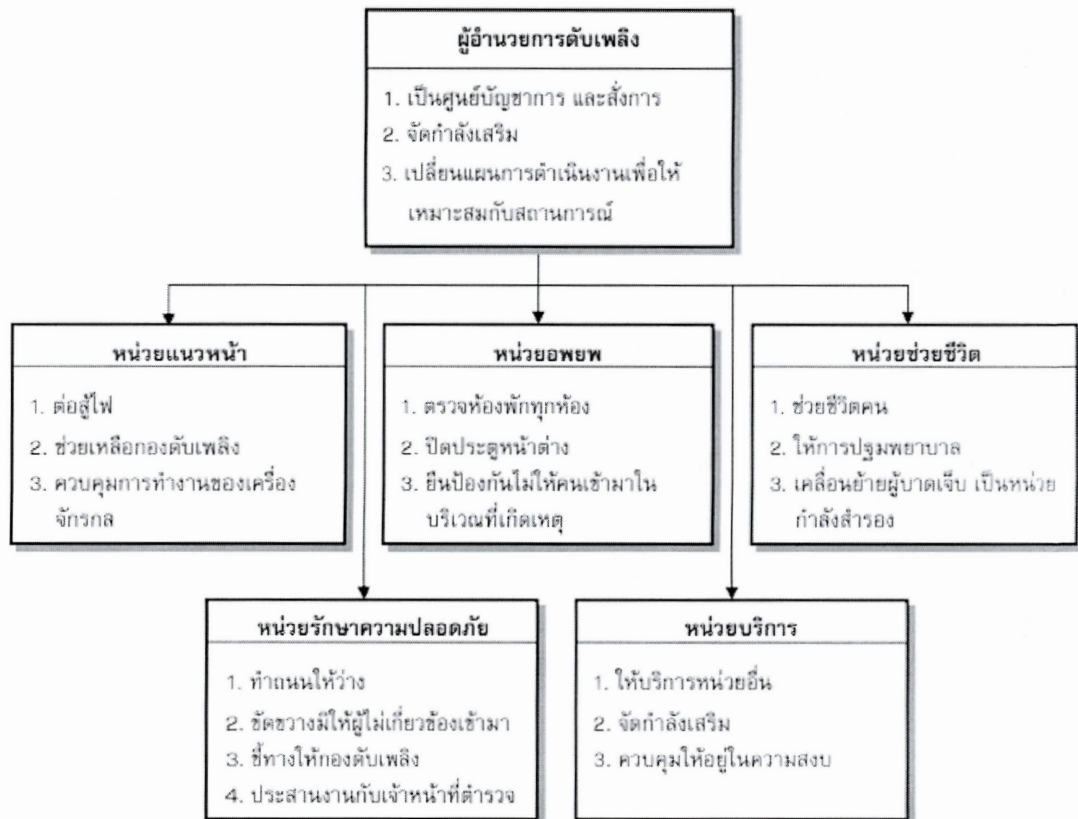 ผู้อำนวยการดับเพลิง
1. เป็นศูนย์บัญชาการ และสั่งการ
2. จัดกำลังเสริม
3. เปลี่ยนแผนการดำเนินงานเพื่อให้
เหมาะสมกับสถานการณ์
หน่วยแนวหน้า
1. ต่อสู้ไฟ
2. ช่วยเหลือกองดับเพลิง
3. ควบคุมการทำงานของเครื่อง
จักรกล
หน่วยอพยพ
1. ตรวจห้องพักทุกห้อง
2. ปิดประตูหน้าต่าง
3. ยืนป้องกันไม่ให้คนเข้ามาใน
บริเวณที่เกิดเหตุ
หน่วยช่วยชีวิต
1. ช่วยชีวิตคน
2. ให้การปฐมพยาบาล
3. เคลื่อนย้ายผู้บาดเจ็บ เป็นหน่วย
กำลังสำรอง
หน่วยรักษาความปลอดภัย
1. ทำถนนให้ว่าง
2. ขัดขวางมิให้ผู้ไม่เกี่ยวข้องเข้ามา
3. ชี้ทางให้กองดับเพลิง
4. ประสานงานกับเจ้าหน้าที่ตำรวจ
หน่วยบริการ
1. ให้บริการหน่วยอื่น
2. จัดกำลังเสริม
3. ควบคุมให้อยู่ในความสงบ